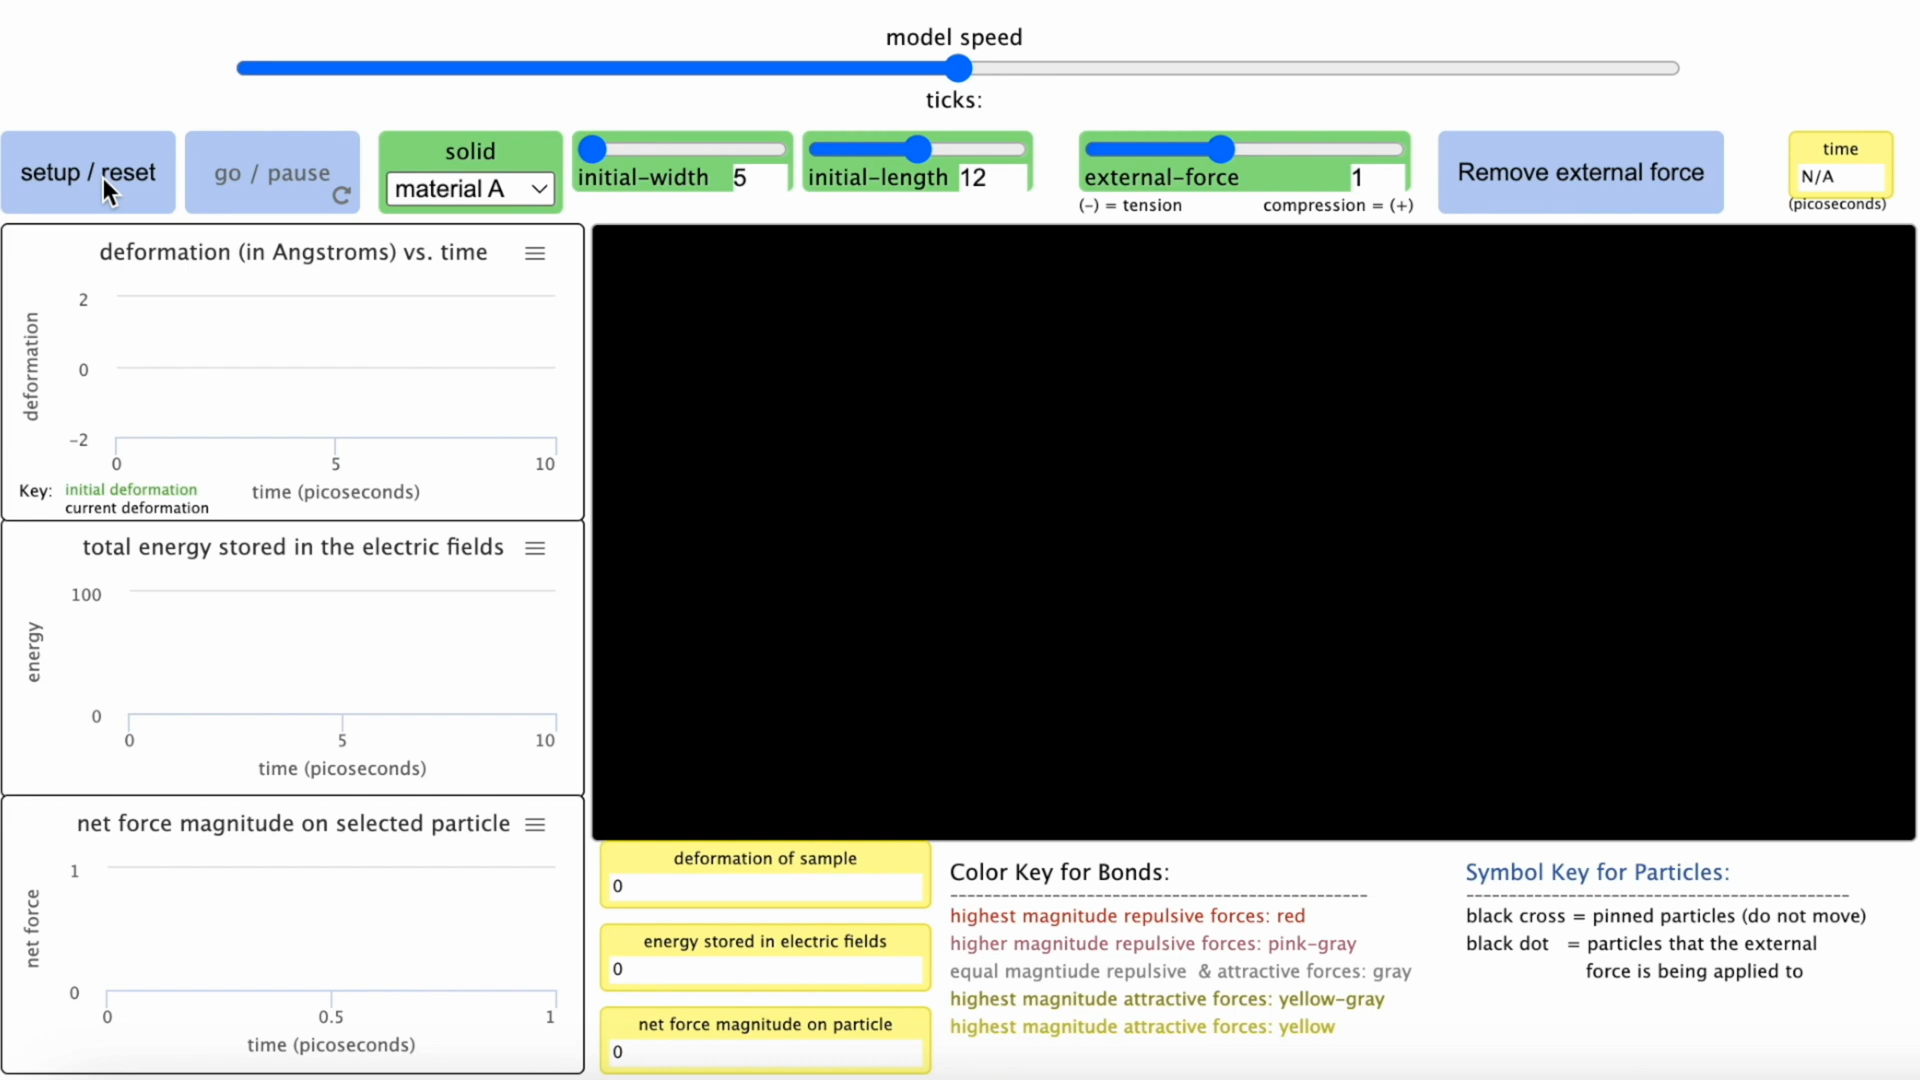 model speed
ticks:
setup / reset
go / pause
solid
material A
initial-width 5
initial-length 12
external-force 1
(-) = tension compression = (+)
Remove external force
time
N/A
(picoseconds)
deformation (in Angstroms) vs. time
deformation
2
0
-2
0 5 10
Key: initial deformation
current deformation
time (picoseconds)
total energy stored in the electric fields
energy
100
0
0 5 10
time (picoseconds)
net force magnitude on selected particle
net force
1
0
0 0.5 1
time (picoseconds)
deformation of sample
0
energy stored in electric fields
0
net force magnitude on particle
0
Color Key for Bonds:
------------------------------------------
highest magnitude repulsive forces: red
higher magnitude repulsive forces: pink-gray
equal magntiude repulsive & attractive forces: gray
highest magnitude attractive forces: yellow-gray
highest magnitude attractive forces: yellow
Symbol Key for Particles:
------------------------------------------
black cross = pinned particles (do not move)
black dot = particles that the external
force is being applied to